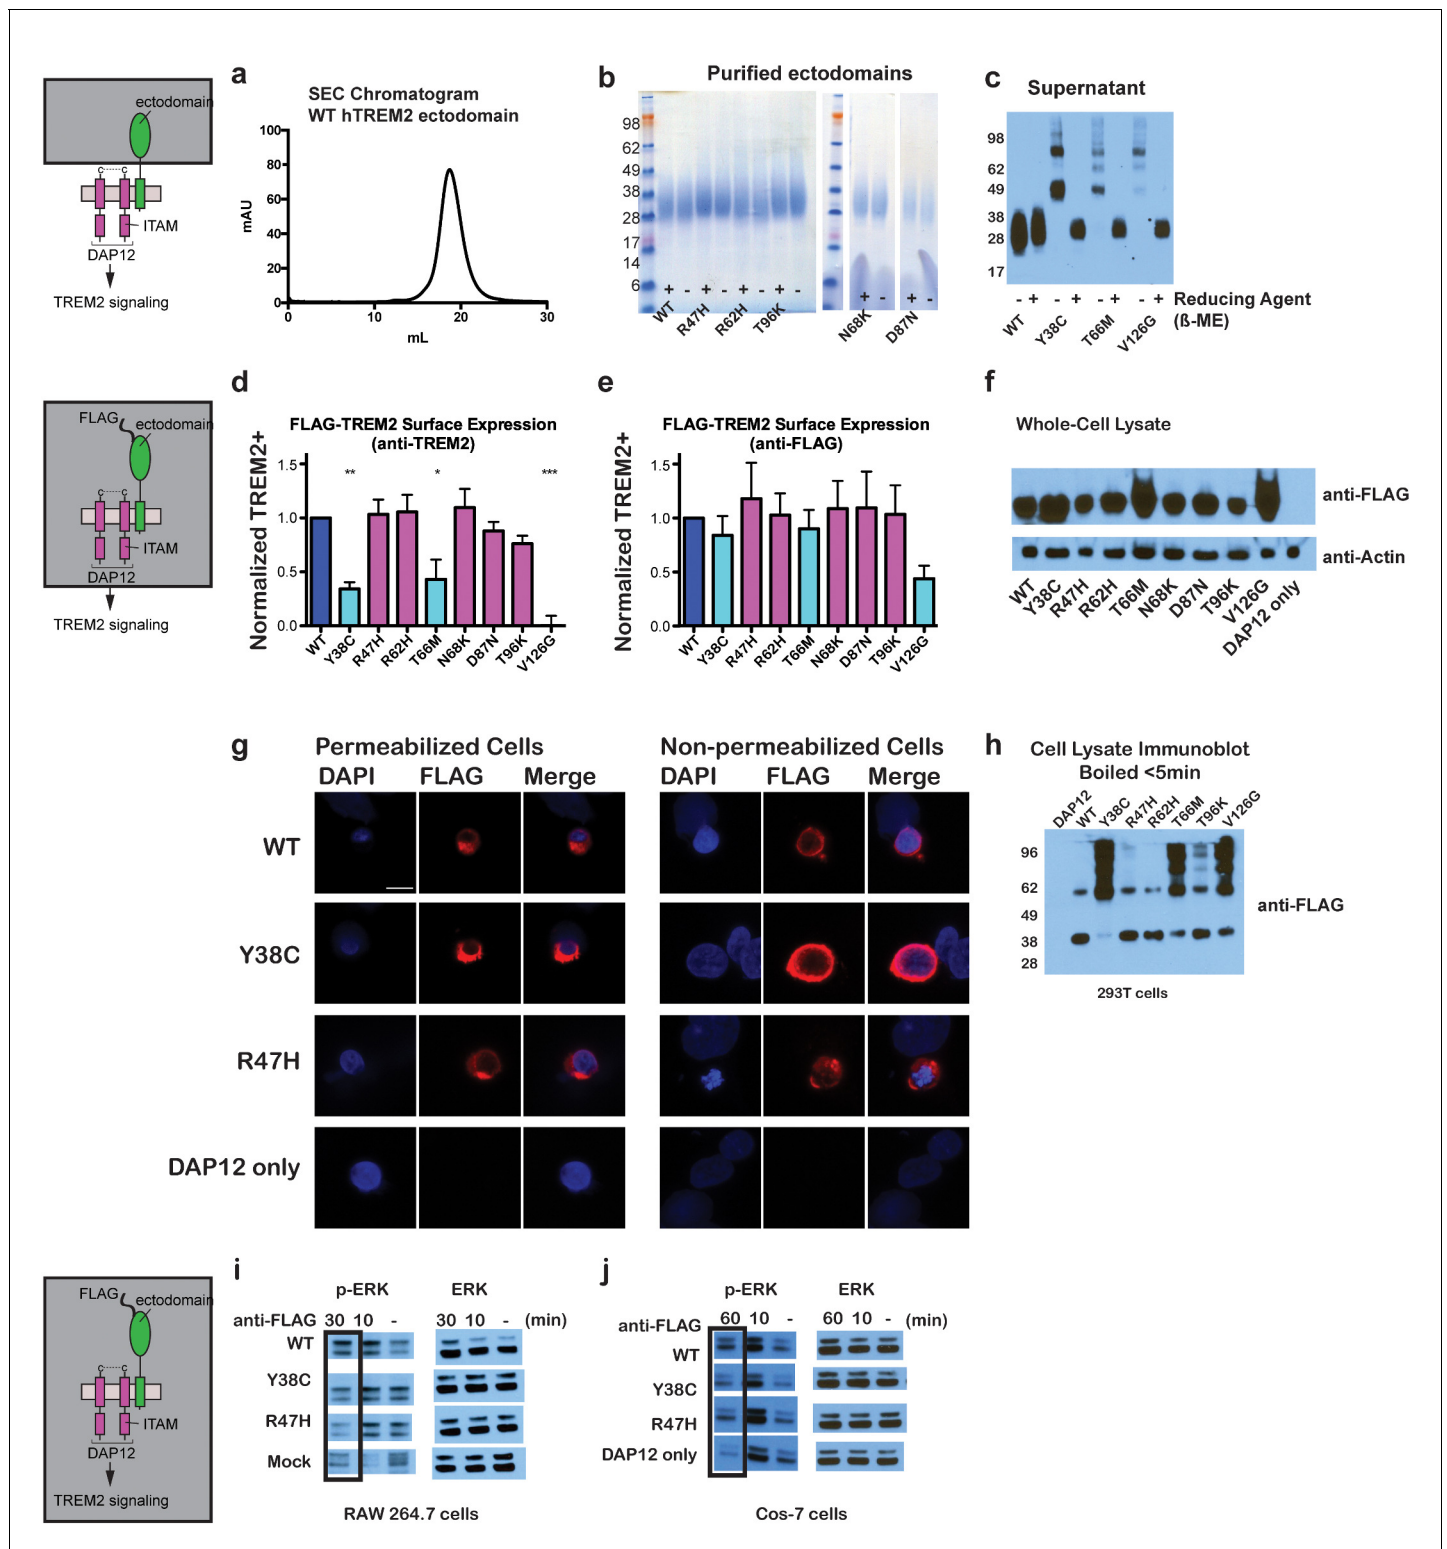 a
SEC Chromatogram
WT hTREM2 ectodomain
100
80
60
40
20
0
mAU
0 10 20 30
mL
ectodomain
C C
ITAM
DAP12
TREM2 signaling
b
Purified ectodomains
98
62
49
38
28
17
14
6
+ - + - + - + - + - + -
WT R47H R62H T96K N68K D87N
c
Supernatant
98
62
49
38
28
17
- + - + - + - +
Reducing Agent
(ß-ME)
WT Y38C T66M V126G
FLAG
ectodomain
C C
ITAM
DAP12
TREM2 signaling
d
FLAG-TREM2 Surface Expression
(anti-TREM2)
Normalized TREM2+
1.5
1.0
0.5
0.0
** * ***
WT Y38C R47H R62H T66M N68K D87N T96K V126G
e
FLAG-TREM2 Surface Expression
(anti-FLAG)
Normalized TREM2+
1.5
1.0
0.5
0.0
WT Y38C R47H R62H T66M N68K D87N T96K V126G
f
Whole-Cell Lysate
anti-FLAG
anti-Actin
WT Y38C R47H R62H T66M N68K D87N T96K V126G DAP12 only
g
Permeabilized Cells Non-permeabilized Cells
DAPI FLAG Merge DAPI FLAG Merge
WT
Y38C
R47H
DAP12 only
h
Cell Lysate Immunoblot
Boiled <5min
DAP12 WT Y38C R47H R62H T66M T96K V126G
96
62
49
38
28
anti-FLAG
293T cells
FLAG
ectodomain
C C
ITAM
DAP12
TREM2 signaling
i
p-ERK ERK
anti-FLAG 30 10 - 30 10 - (min)
WT
Y38C
R47H
Mock
RAW 264.7 cells
j
p-ERK ERK
anti-FLAG 60 10 - 60 10 - (min)
WT
Y38C
R47H
DAP12 only
Cos-7 cells